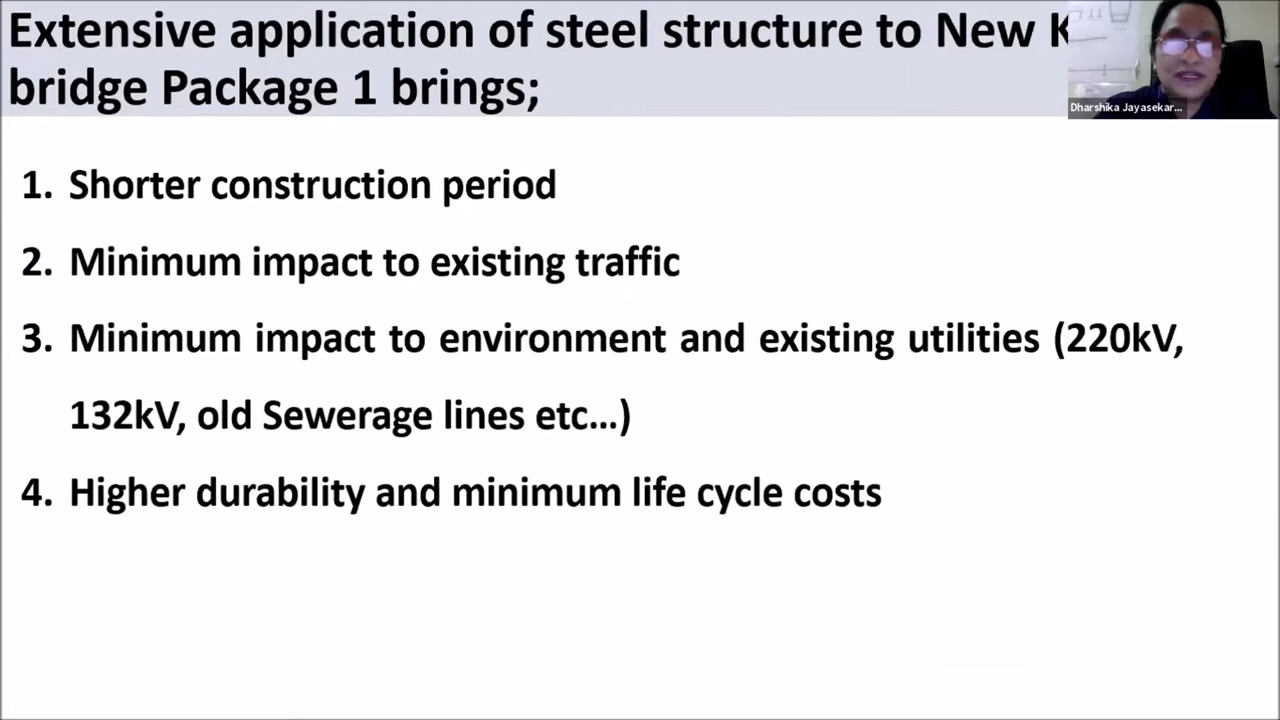 Extensive application of steel structure to New
bridge Package 1 brings;
Dharshika Jayasekar...
1. Shorter construction period
2. Minimum impact to existing traffic
3. Minimum impact to environment and existing utilities (220kV,
132kV, old Sewerage lines etc...)
4. Higher durability and minimum life cycle costs